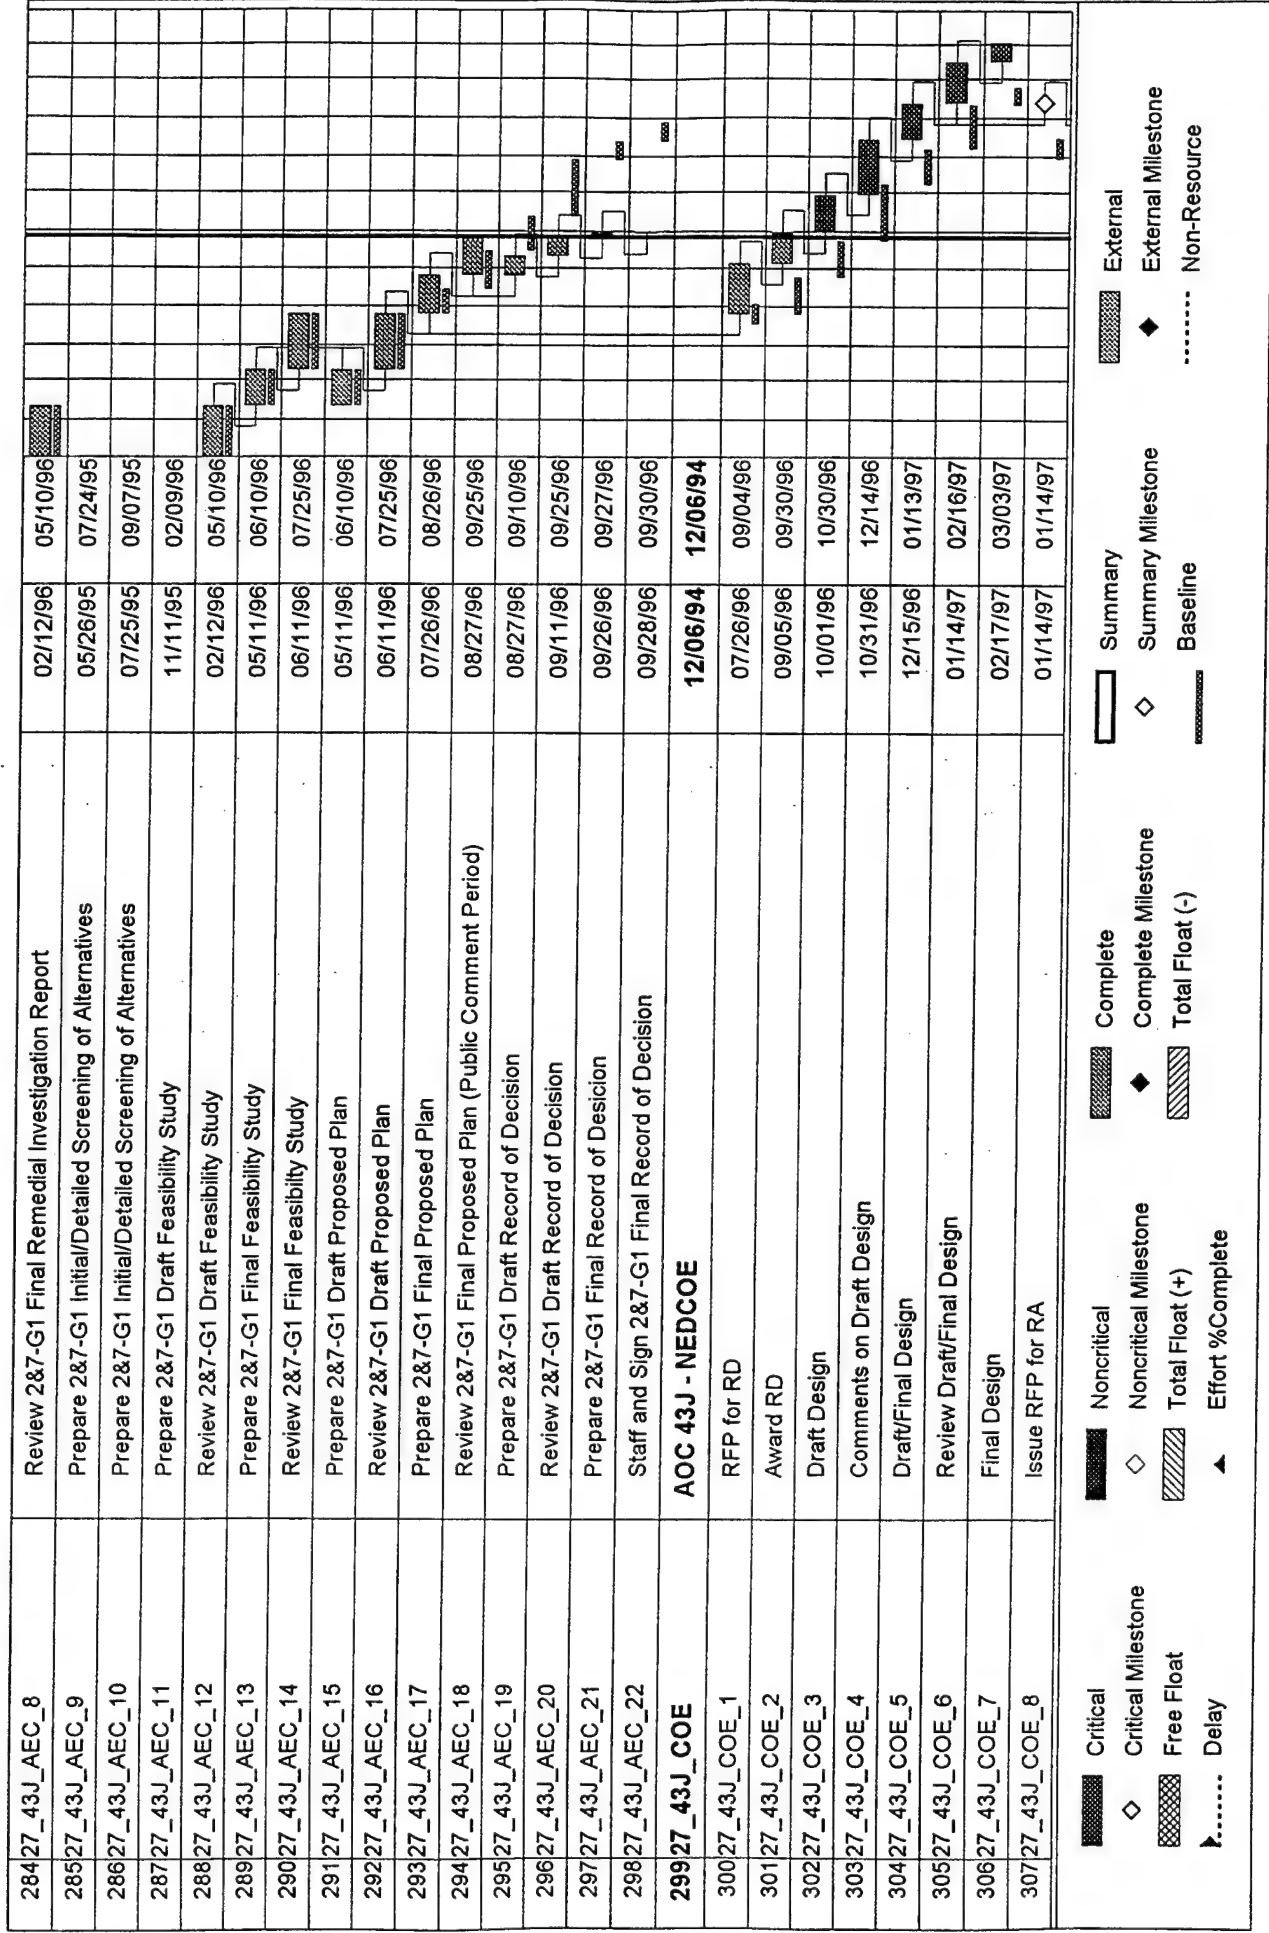 284 27_43J_AEC_8 Review 2&7-G1 Final Remedial Investigation Report 02/12/96 05/10/96
285 27_43J_AEC_9 Prepare 2&7-G1 Initial/Detailed Screening of Alternatives 05/26/95 07/24/95
286 27_43J_AEC_10 Prepare 2&7-G1 Initial/Detailed Screening of Alternatives 07/25/95 09/07/95
287 27_43J_AEC_11 Prepare 2&7-G1 Draft Feasibility Study 11/11/95 02/09/96
288 27_43J_AEC_12 Review 2&7-G1 Draft Feasibility Study 02/12/96 05/10/96
289 27_43J_AEC_13 Prepare 2&7-G1 Final Feasibility Study 05/11/96 06/10/96
290 27_43J_AEC_14 Review 2&7-G1 Final Feasibilty Study 06/11/96 07/25/96
291 27_43J_AEC_15 Prepare 2&7-G1 Draft Proposed Plan 05/11/96 06/10/96
292 27_43J_AEC_16 Review 2&7-G1 Draft Proposed Plan 06/11/96 07/25/96
293 27_43J_AEC_17 Prepare 2&7-G1 Final Proposed Plan 07/26/96 08/26/96
294 27_43J_AEC_18 Review 2&7-G1 Final Proposed Plan (Public Comment Period) 08/27/96 09/25/96
295 27_43J_AEC_19 Prepare 2&7-G1 Draft Record of Decision 08/27/96 09/10/96
296 27_43J_AEC_20 Review 2&7-G1 Draft Record of Decision 09/11/96 09/25/96
297 27_43J_AEC_21 Prepare 2&7-G1 Final Record of Desicion 09/26/96 09/27/96
298 27_43J_AEC_22 Staff and Sign 2&7-G1 Final Record of Decision 09/28/96 09/30/96
299 27_43J_COE AOC 43J - NEDCOE 12/06/94 12/06/94
300 27_43J_COE_1 RFP for RD 07/26/96 09/04/96
301 27_43J_COE_2 Award RD 09/05/96 09/30/96
302 27_43J_COE_3 Draft Design 10/01/96 10/30/96
303 27_43J_COE_4 Comments on Draft Design 10/31/96 12/14/96
304 27_43J_COE_5 Draft/Final Design 12/15/96 01/13/97
305 27_43J_COE_6 Review Draft/Final Design 01/14/97 02/16/97
306 27_43J_COE_7 Final Design 02/17/97 03/03/97
307 27_43J_COE_8 Issue RFP for RA 01/14/97 01/14/97
Critical Noncritical Complete Summary External
Critical Milestone Noncritical Milestone Complete Milestone Summary Milestone External Milestone
Free Float Total Float (+) Total Float (-) Baseline Non-Resource
Delay Effort %Complete